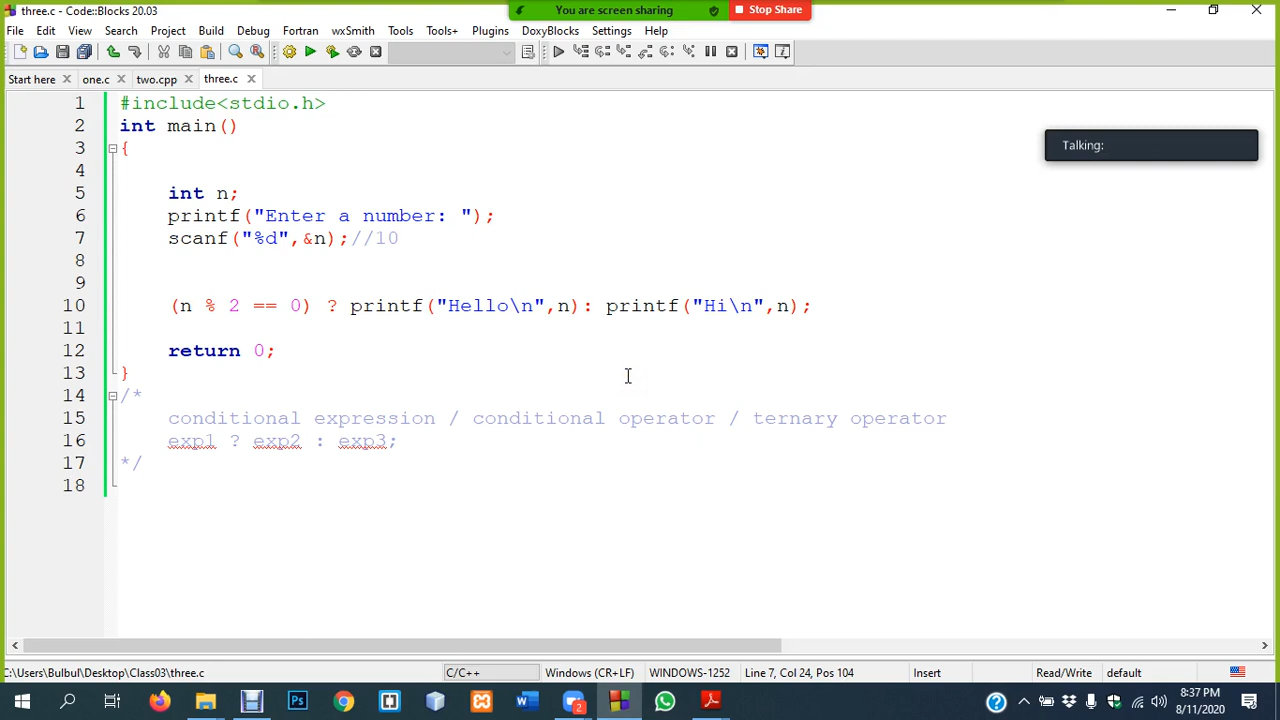 three.c - Code::Blocks 20.03
You are screen sharing
Stop Share
File Edit View Search Project Build Debug Fortran wxSmith Tools Tools+ Plugins DoxyBlocks Settings Help
Start here one.c two.cpp three.c
Talking:
1 #include<stdio.h>
2 int main()
3 {
4
5 int n;
6 printf("Enter a number: ");
7 scanf("%d",&n);//10
8
9
10 (n % 2 == 0) ? printf("Hello\n",n): printf("Hi\n",n);
11
12 return 0;
13 }
14 /*
15 conditional expression / conditional operator / ternary operator
16 exp1 ? exp2 : exp3;
17 */
18
C:\Users\Bulbul\Desktop\Class03\three.c C/C++ Windows (CR+LF) WINDOWS-1252 Line 7, Col 24, Pos 104 Insert Read/Write default
8:37 PM
8/11/2020